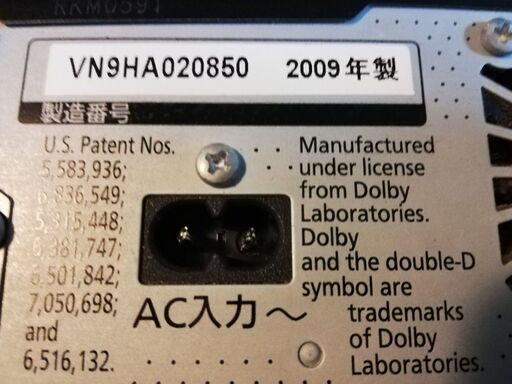 RKM0591
VN9HA020850 2009年製
製造番号
U.S. Patent Nos.
5,583,936;
6,836,549;
7,050,698;
and
6,516,132.
AC入力～
Manufactured
under license
from Dolby
Laboratories.
Dolby
and the double-D
symbol are
trademarks
of Dolby
Laboratories.
6,381,747;
6,501,842;